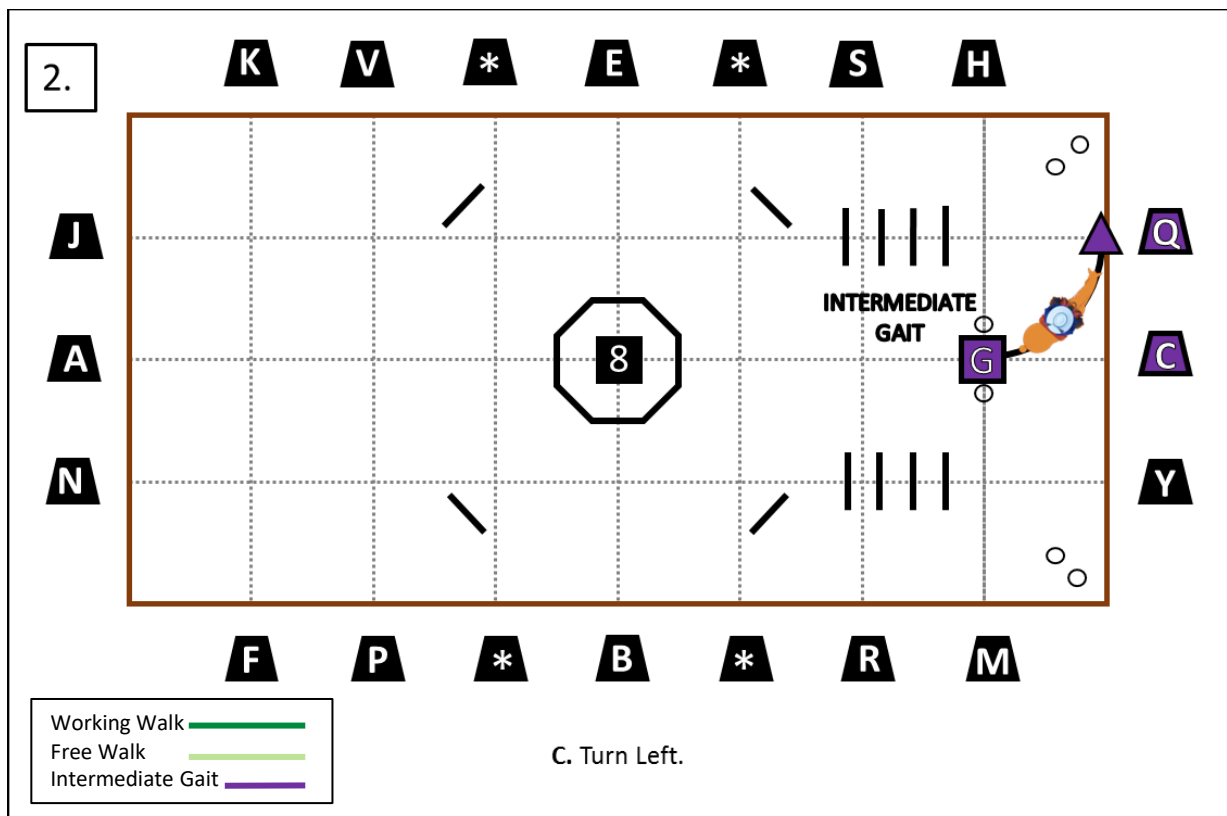 2.
K V * E * S H
J
Q
INTERMEDIATE
GAIT
A
8
G
C
N
Y
F P * B * R M
Working Walk
Free Walk
Intermediate Gait
C. Turn Left.